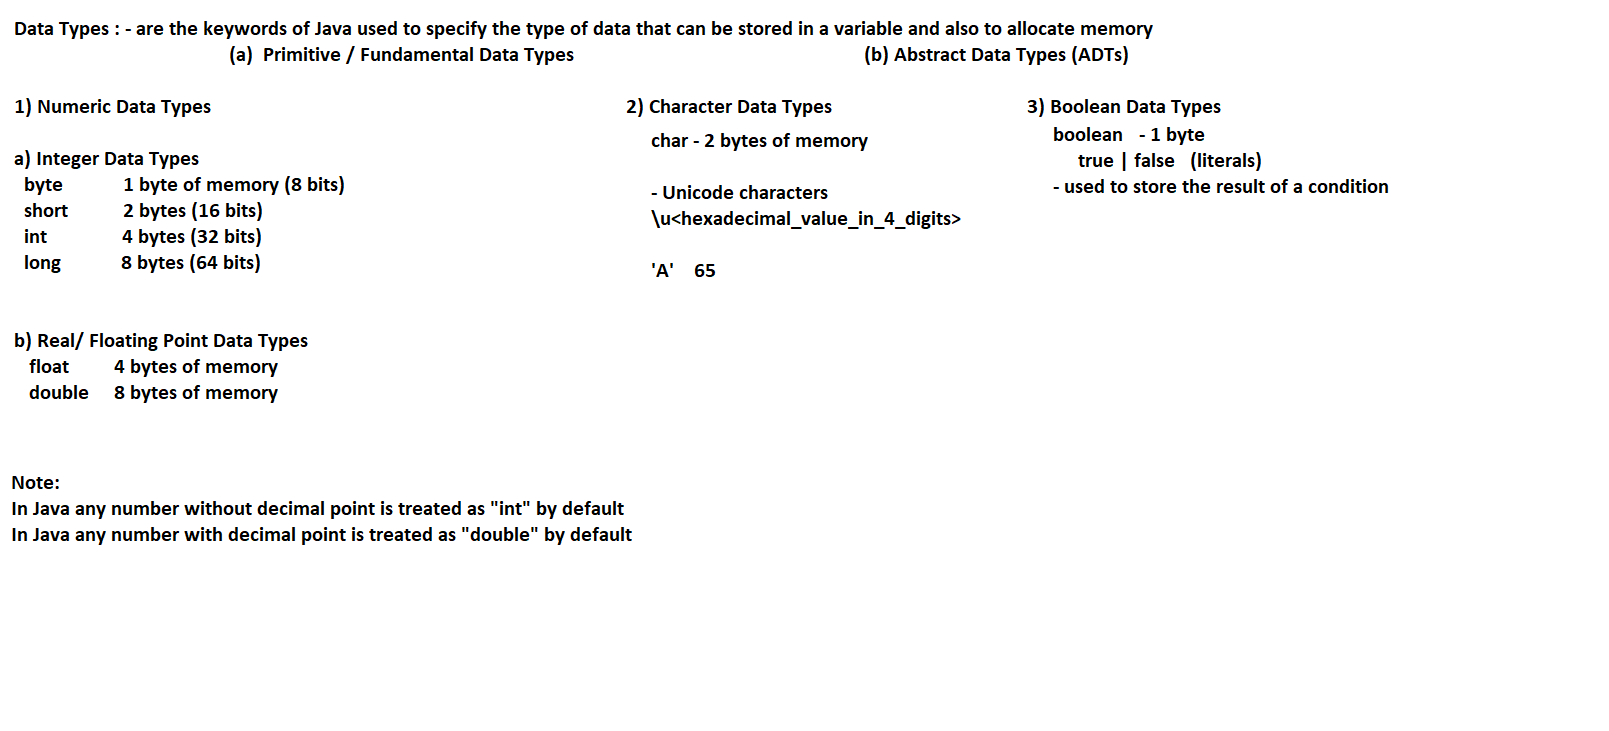 Data Types : - are the keywords of Java used to specify the type of data that can be stored in a variable and also to allocate memory
(a) Primitive / Fundamental Data Types (b) Abstract Data Types (ADTs)
1) Numeric Data Types
a) Integer Data Types
byte 1 byte of memory (8 bits)
short 2 bytes (16 bits)
int 4 bytes (32 bits)
long 8 bytes (64 bits)
b) Real/ Floating Point Data Types
float 4 bytes of memory
double 8 bytes of memory
2) Character Data Types
char - 2 bytes of memory
- Unicode characters
\u<hexadecimal_value_in_4_digits>
'A' 65
3) Boolean Data Types
boolean - 1 byte
true | false (literals)
- used to store the result of a condition
Note:
In Java any number without decimal point is treated as "int" by default
In Java any number with decimal point is treated as "double" by default